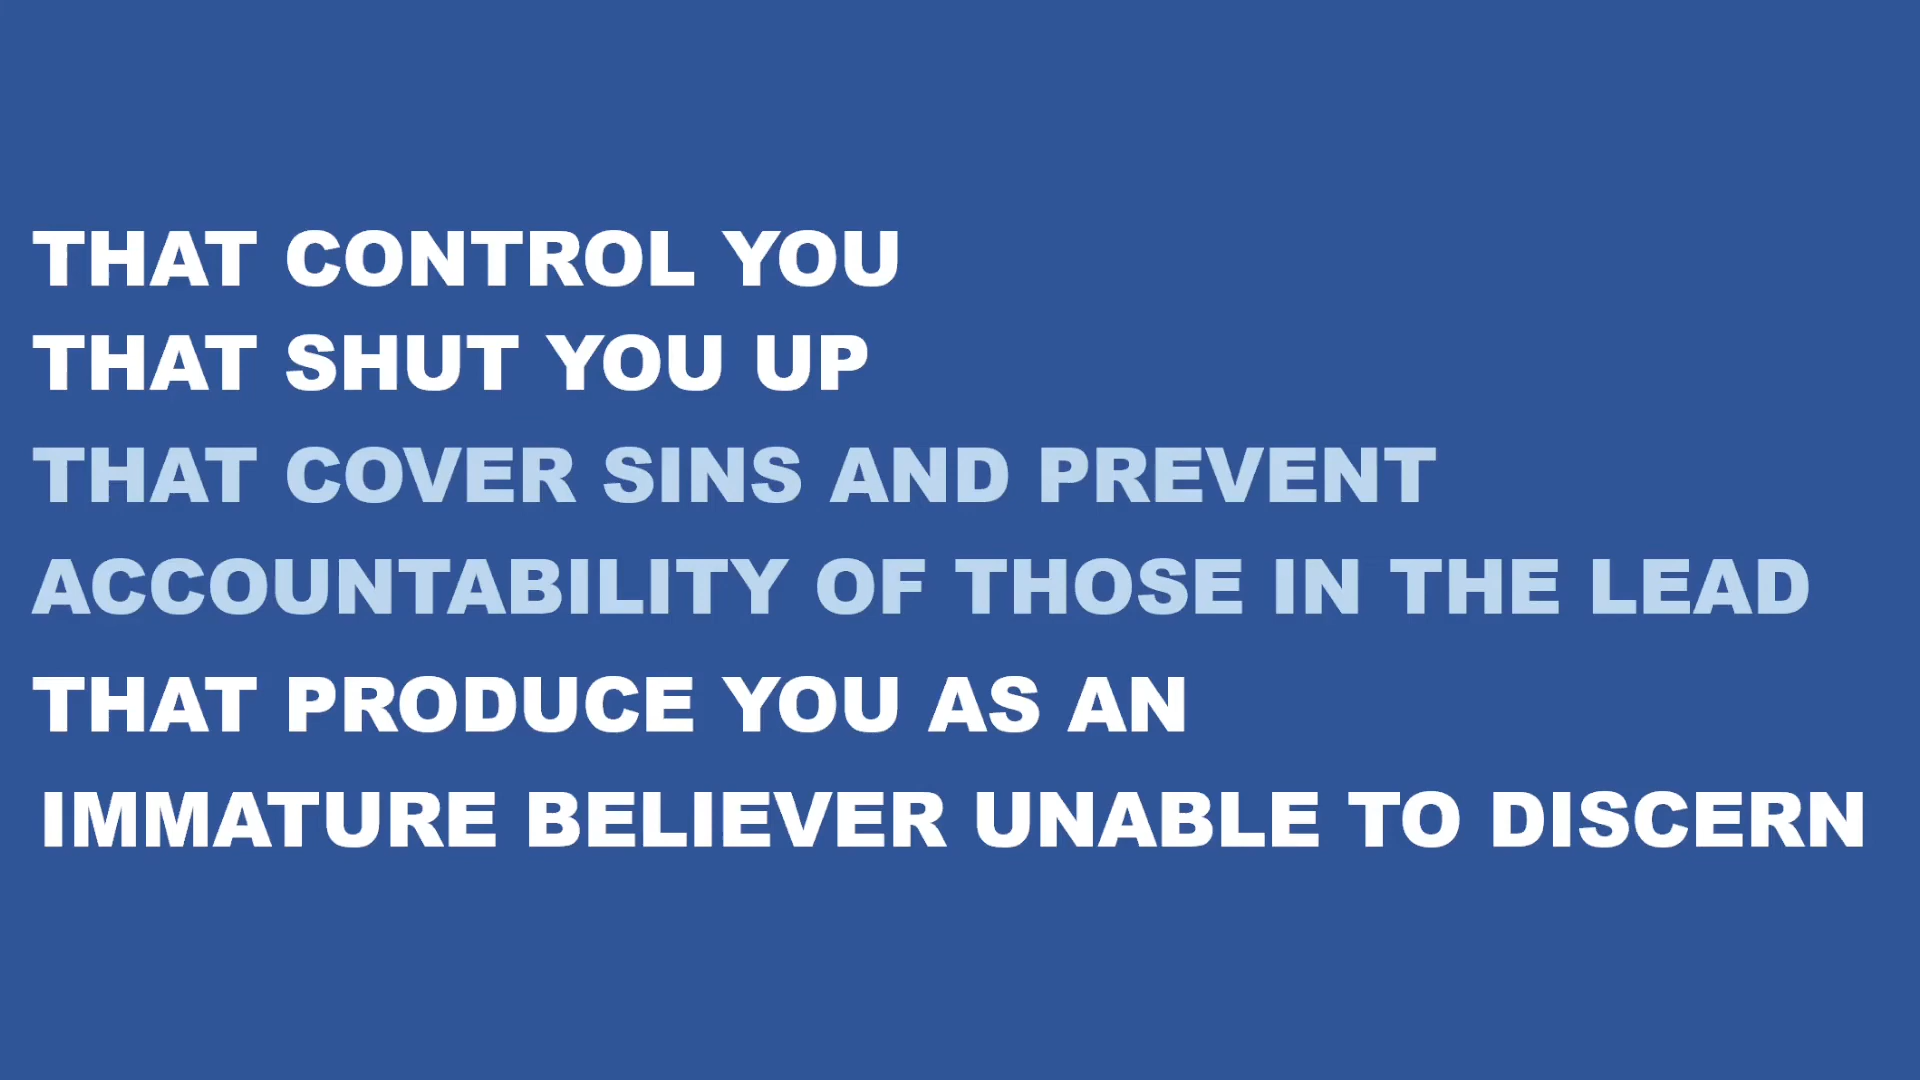 THAT CONTROL YOU
THAT SHUT YOU UP
THAT COVER SINS AND PREVENT
ACCOUNTABILITY OF THOSE IN THE LEAD
THAT PRODUCE YOU AS AN
IMMATURE BELIEVER UNABLE TO DISCERN